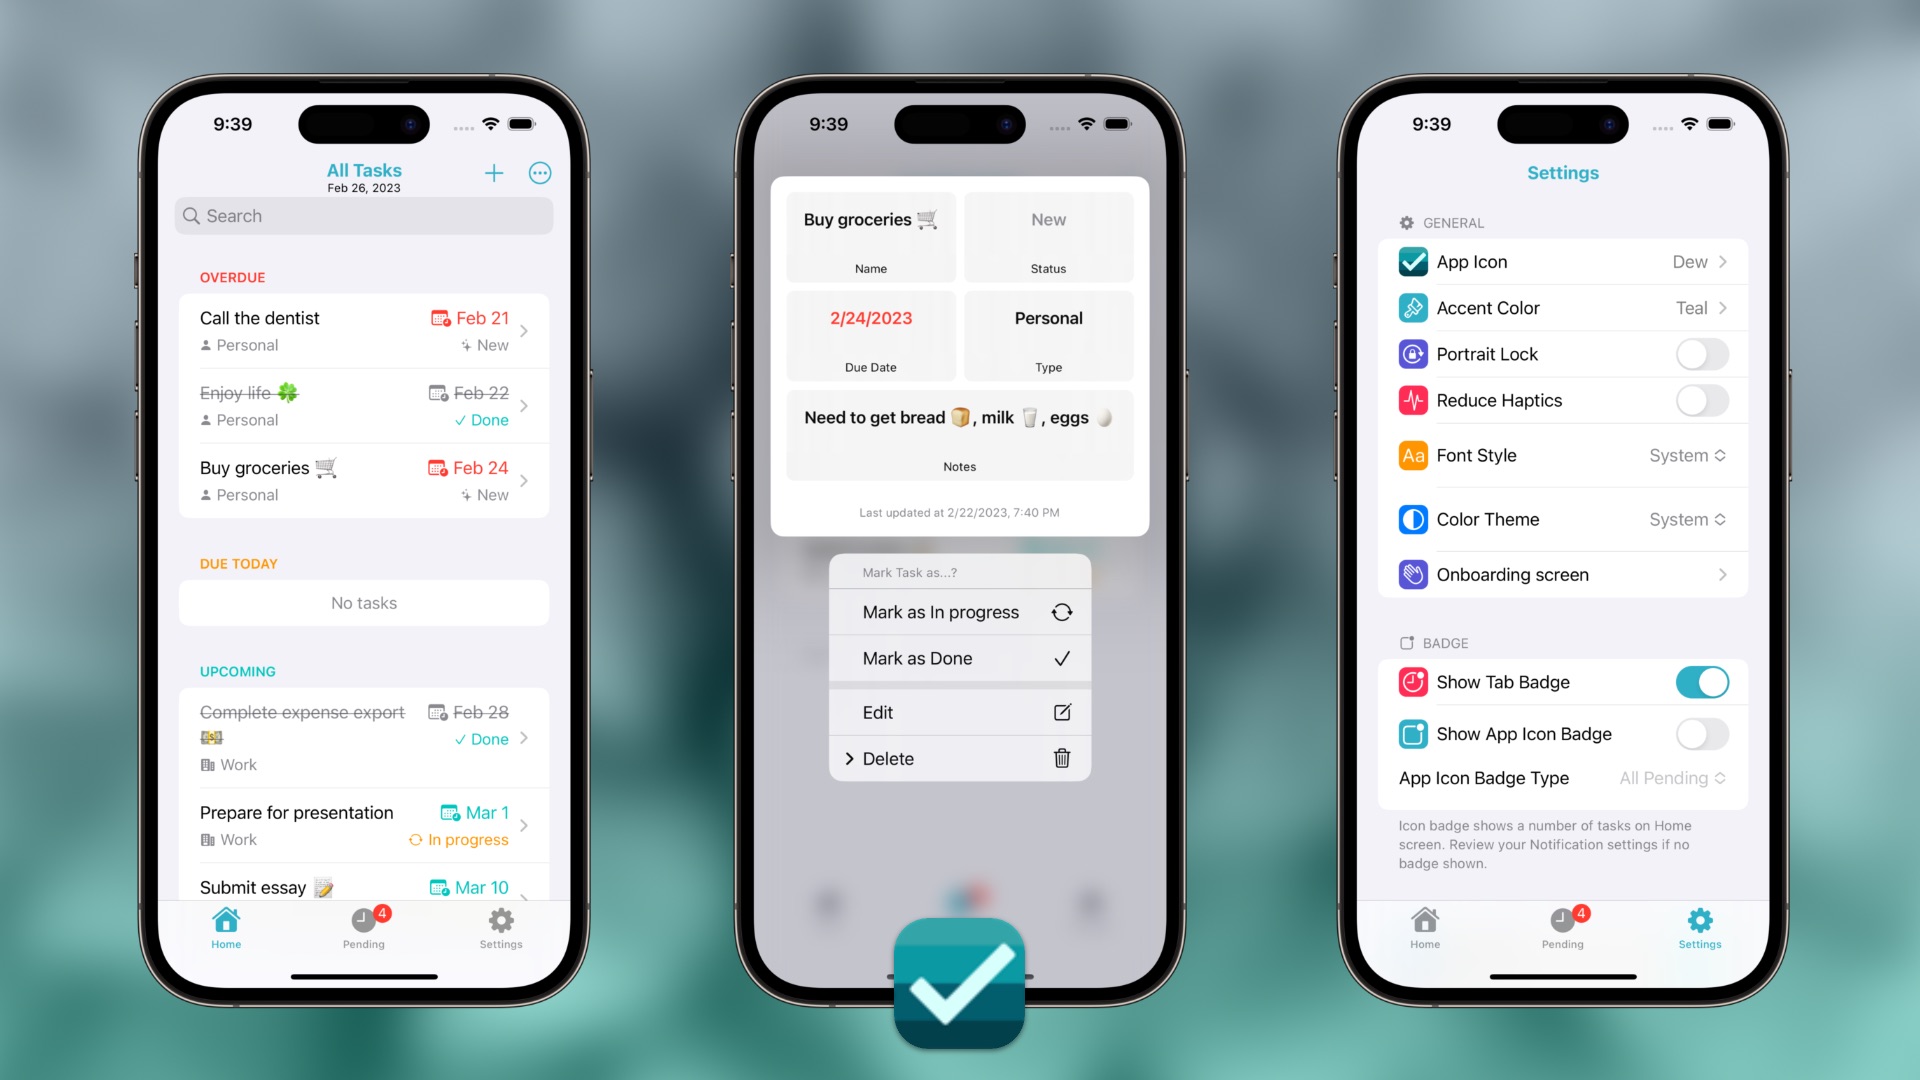 9:39
All Tasks
Feb 26, 2023
Search
OVERDUE
Call the dentist
Feb 21
Personal
New
Enjoy life 🍀
Feb 22
Personal
✓ Done
Buy groceries 🛒
Feb 24
Personal
New
DUE TODAY
No tasks
UPCOMING
Complete expense export 💵
Feb 28
✓ Done
Work
Prepare for presentation
Mar 1
Work
In progress
Submit essay 📝
Mar 10
4
Home
Pending
Settings
9:39
Buy groceries 🛒
Name
New
Status
2/24/2023
Due Date
Personal
Type
Need to get bread 🍞, milk 🥛, eggs 🥚
Notes
Last updated at 2/22/2023, 7:40 PM
Mark Task as...?
Mark as In progress
Mark as Done
Edit
Delete
9:39
Settings
GENERAL
App Icon
Dew
Accent Color
Teal
Portrait Lock
Reduce Haptics
Aa
Font Style
System
Color Theme
System
Onboarding screen
BADGE
Show Tab Badge
Show App Icon Badge
App Icon Badge Type
All Pending
Icon badge shows a number of tasks on Home
screen. Review your Notification settings if no
badge shown.
4
Home
Pending
Settings